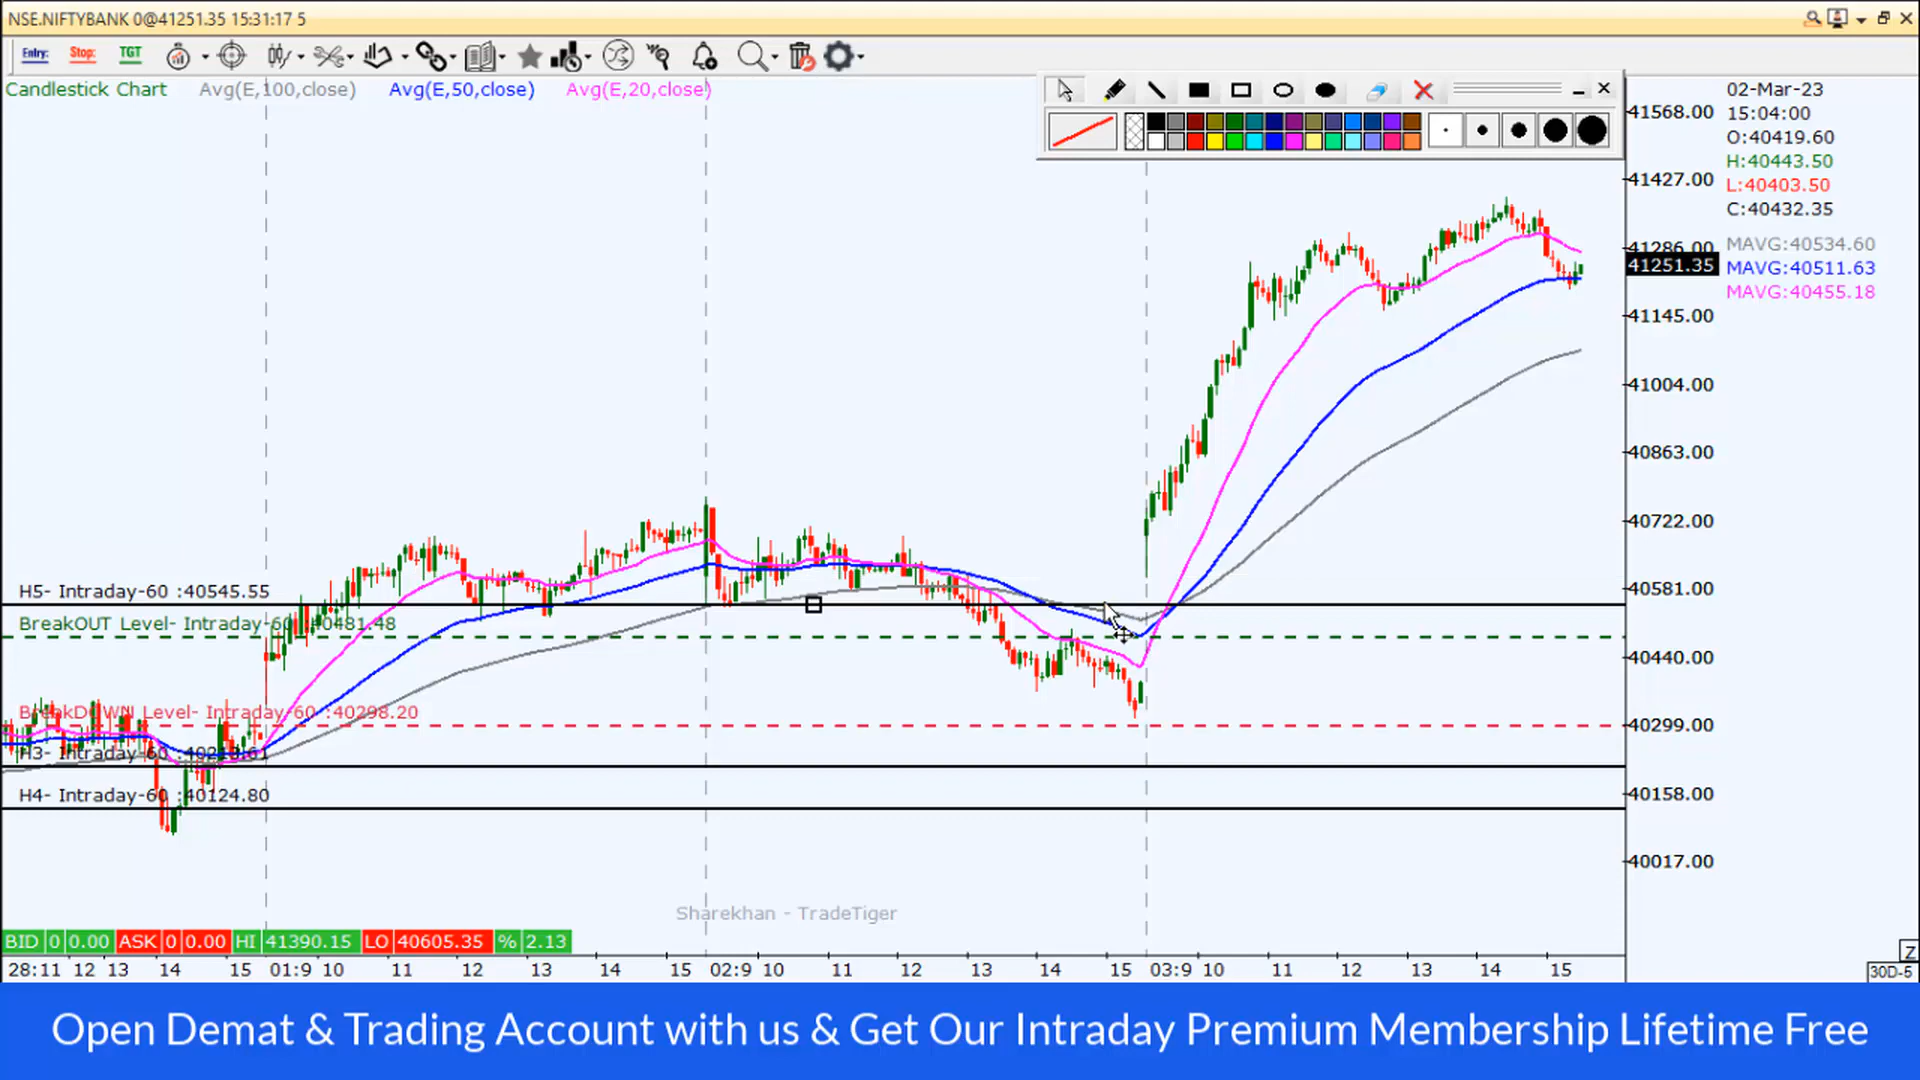 NSE.NIFTYBANK 0@41251.35 15:31:17 5
Entry: Stop: TGT
Candlestick Chart Avg(E,100,close) Avg(E,50,close) Avg(E,20,close)
02-Mar-23
15:04:00
O:40419.60
H:40443.50
L:40403.50
C:40432.35
MAVG:40534.60
MAVG:40511.63
MAVG:40455.18
41568.00
41427.00
41286.00
41251.35
41145.00
41004.00
40863.00
40722.00
40581.00
40440.00
40299.00
40158.00
40017.00
H5- Intraday-60 :40545.55
BreakOUT Level- Intraday-60 :40481.48
BreakDOWN Level- Intraday-60 :40298.20
H3- Intraday-60 :40213.61
H4- Intraday-60 :40124.80
Sharekhan - TradeTiger
BID 0 0.00 ASK 0 0.00 HI 41390.15 LO 40605.35 % 2.13
28:11 12 13 14 15 01:9 10 11 12 13 14 15 02:9 10 11 12 13 14 15 03:9 10 11 12 13 14 15
Z
30D-5
Open Demat & Trading Account with us & Get Our Intraday Premium Membership Lifetime Free